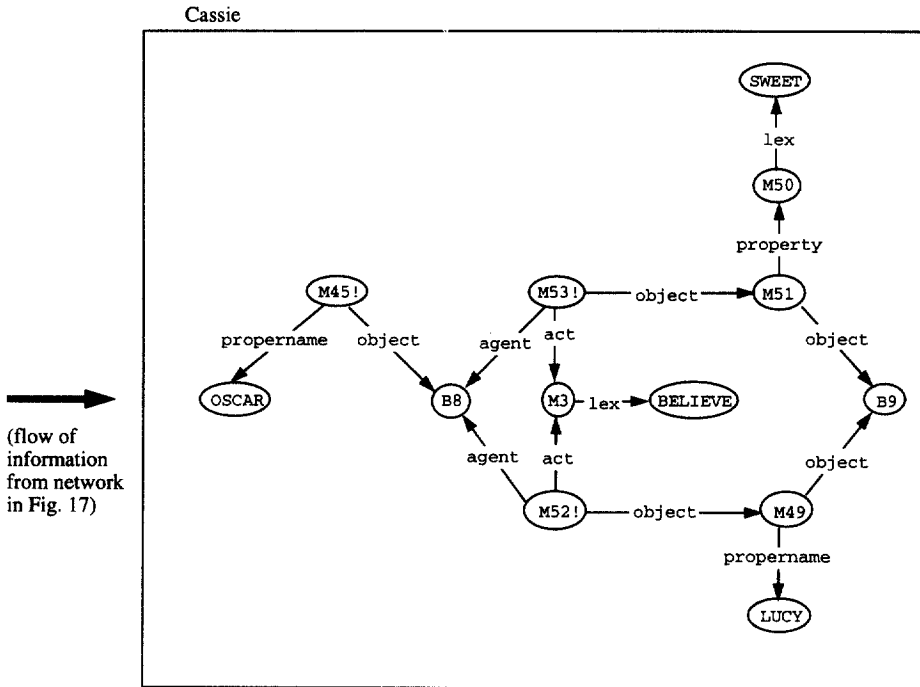 Cassie
SWEET
lex
M50
property
M45!
M53!
object
M51
propername
object
agent
act
object
OSCAR
B8
M3
lex
BELIEVE
B9
(flow of
information
from network
in Fig. 17)
agent
act
object
M52!
object
M49
propername
LUCY